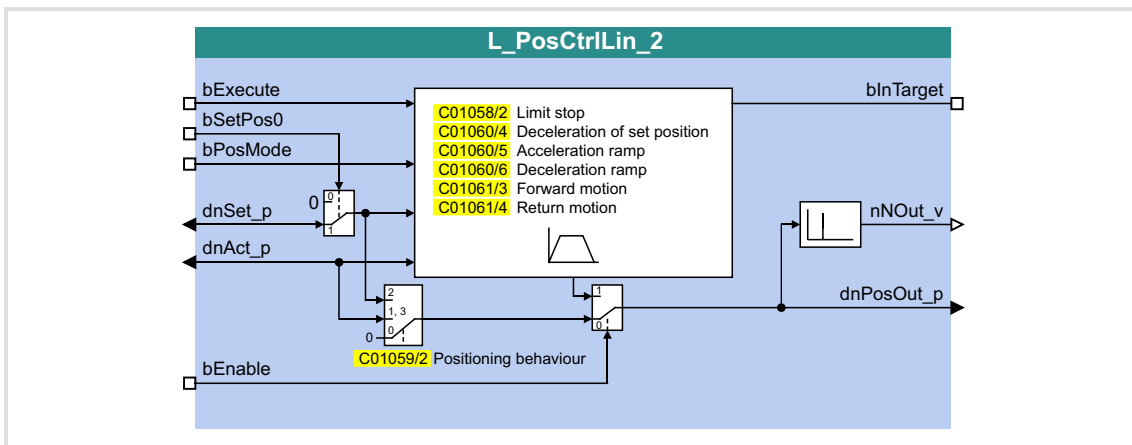 L_PosCtrlLin_2
bExecute
bInTarget
C01058/2 Limit stop
bSetPos0
C01060/4 Deceleration of set position
C01060/5 Acceleration ramp
bPosMode
C01060/6 Deceleration ramp
C01061/3 Forward motion
0
0
C01061/4 Return motion
dnSet_p
1
nNOut_v
dnAct_p
2
1
dnPosOut_p
1, 3
0
0
0
C01059/2 Positioning behaviour
bEnable